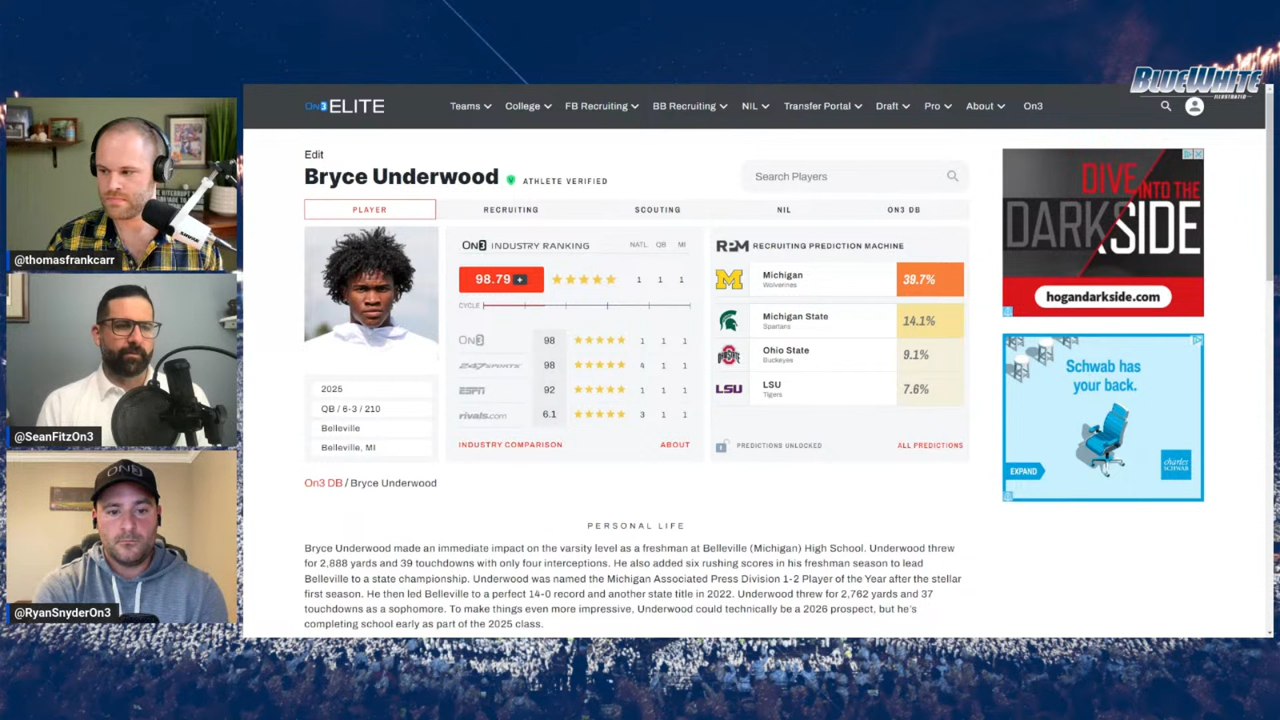 BLUEWHITE
ILLUSTRATED
@thomasfrankcarr
@SeanFitzOn3
ON3
@RyanSnyderOn3
On3 ELITE
Teams College FB Recruiting BB Recruiting NIL Transfer Portal Draft Pro About On3
Edit
Bryce Underwood ATHLETE VERIFIED
Search Players
PLAYER RECRUITING SCOUTING NIL ON3 DB
2025
QB / 6-3 / 210
Belleville
Belleville, MI
On3 INDUSTRY RANKING NATL. QB MI
98.79 + 1 1 1
CYCLE
On3 98 1 1 1
247SPORTS 98 4 1 1
ESPN 92 1 1 1
rivals.com 6.1 3 1 1
INDUSTRY COMPARISON ABOUT
RPM RECRUITING PREDICTION MACHINE
Michigan 39.7%
Wolverines
Michigan State 14.1%
Spartans
OHIO STATE
Ohio State 9.1%
Buckeyes
LSU LSU 7.6%
Tigers
PREDICTIONS UNLOCKED ALL PREDICTIONS
DIVE INTO THE
DARKSIDE
hogandarkside.com
Schwab has
your back.
EXPAND
charles
SCHWAB
On3 DB / Bryce Underwood
PERSONAL LIFE
Bryce Underwood made an immediate impact on the varsity level as a freshman at Belleville (Michigan) High School. Underwood threw
for 2,888 yards and 39 touchdowns with only four interceptions. He also added six rushing scores in his freshman season to lead
Belleville to a state championship. Underwood was named the Michigan Associated Press Division 1-2 Player of the Year after the stellar
first season. He then led Belleville to a perfect 14-0 record and another state title in 2022. Underwood threw for 2,762 yards and 37
touchdowns as a sophomore. To make things even more impressive, Underwood could technically be a 2026 prospect, but he's
completing school early as part of the 2025 class.